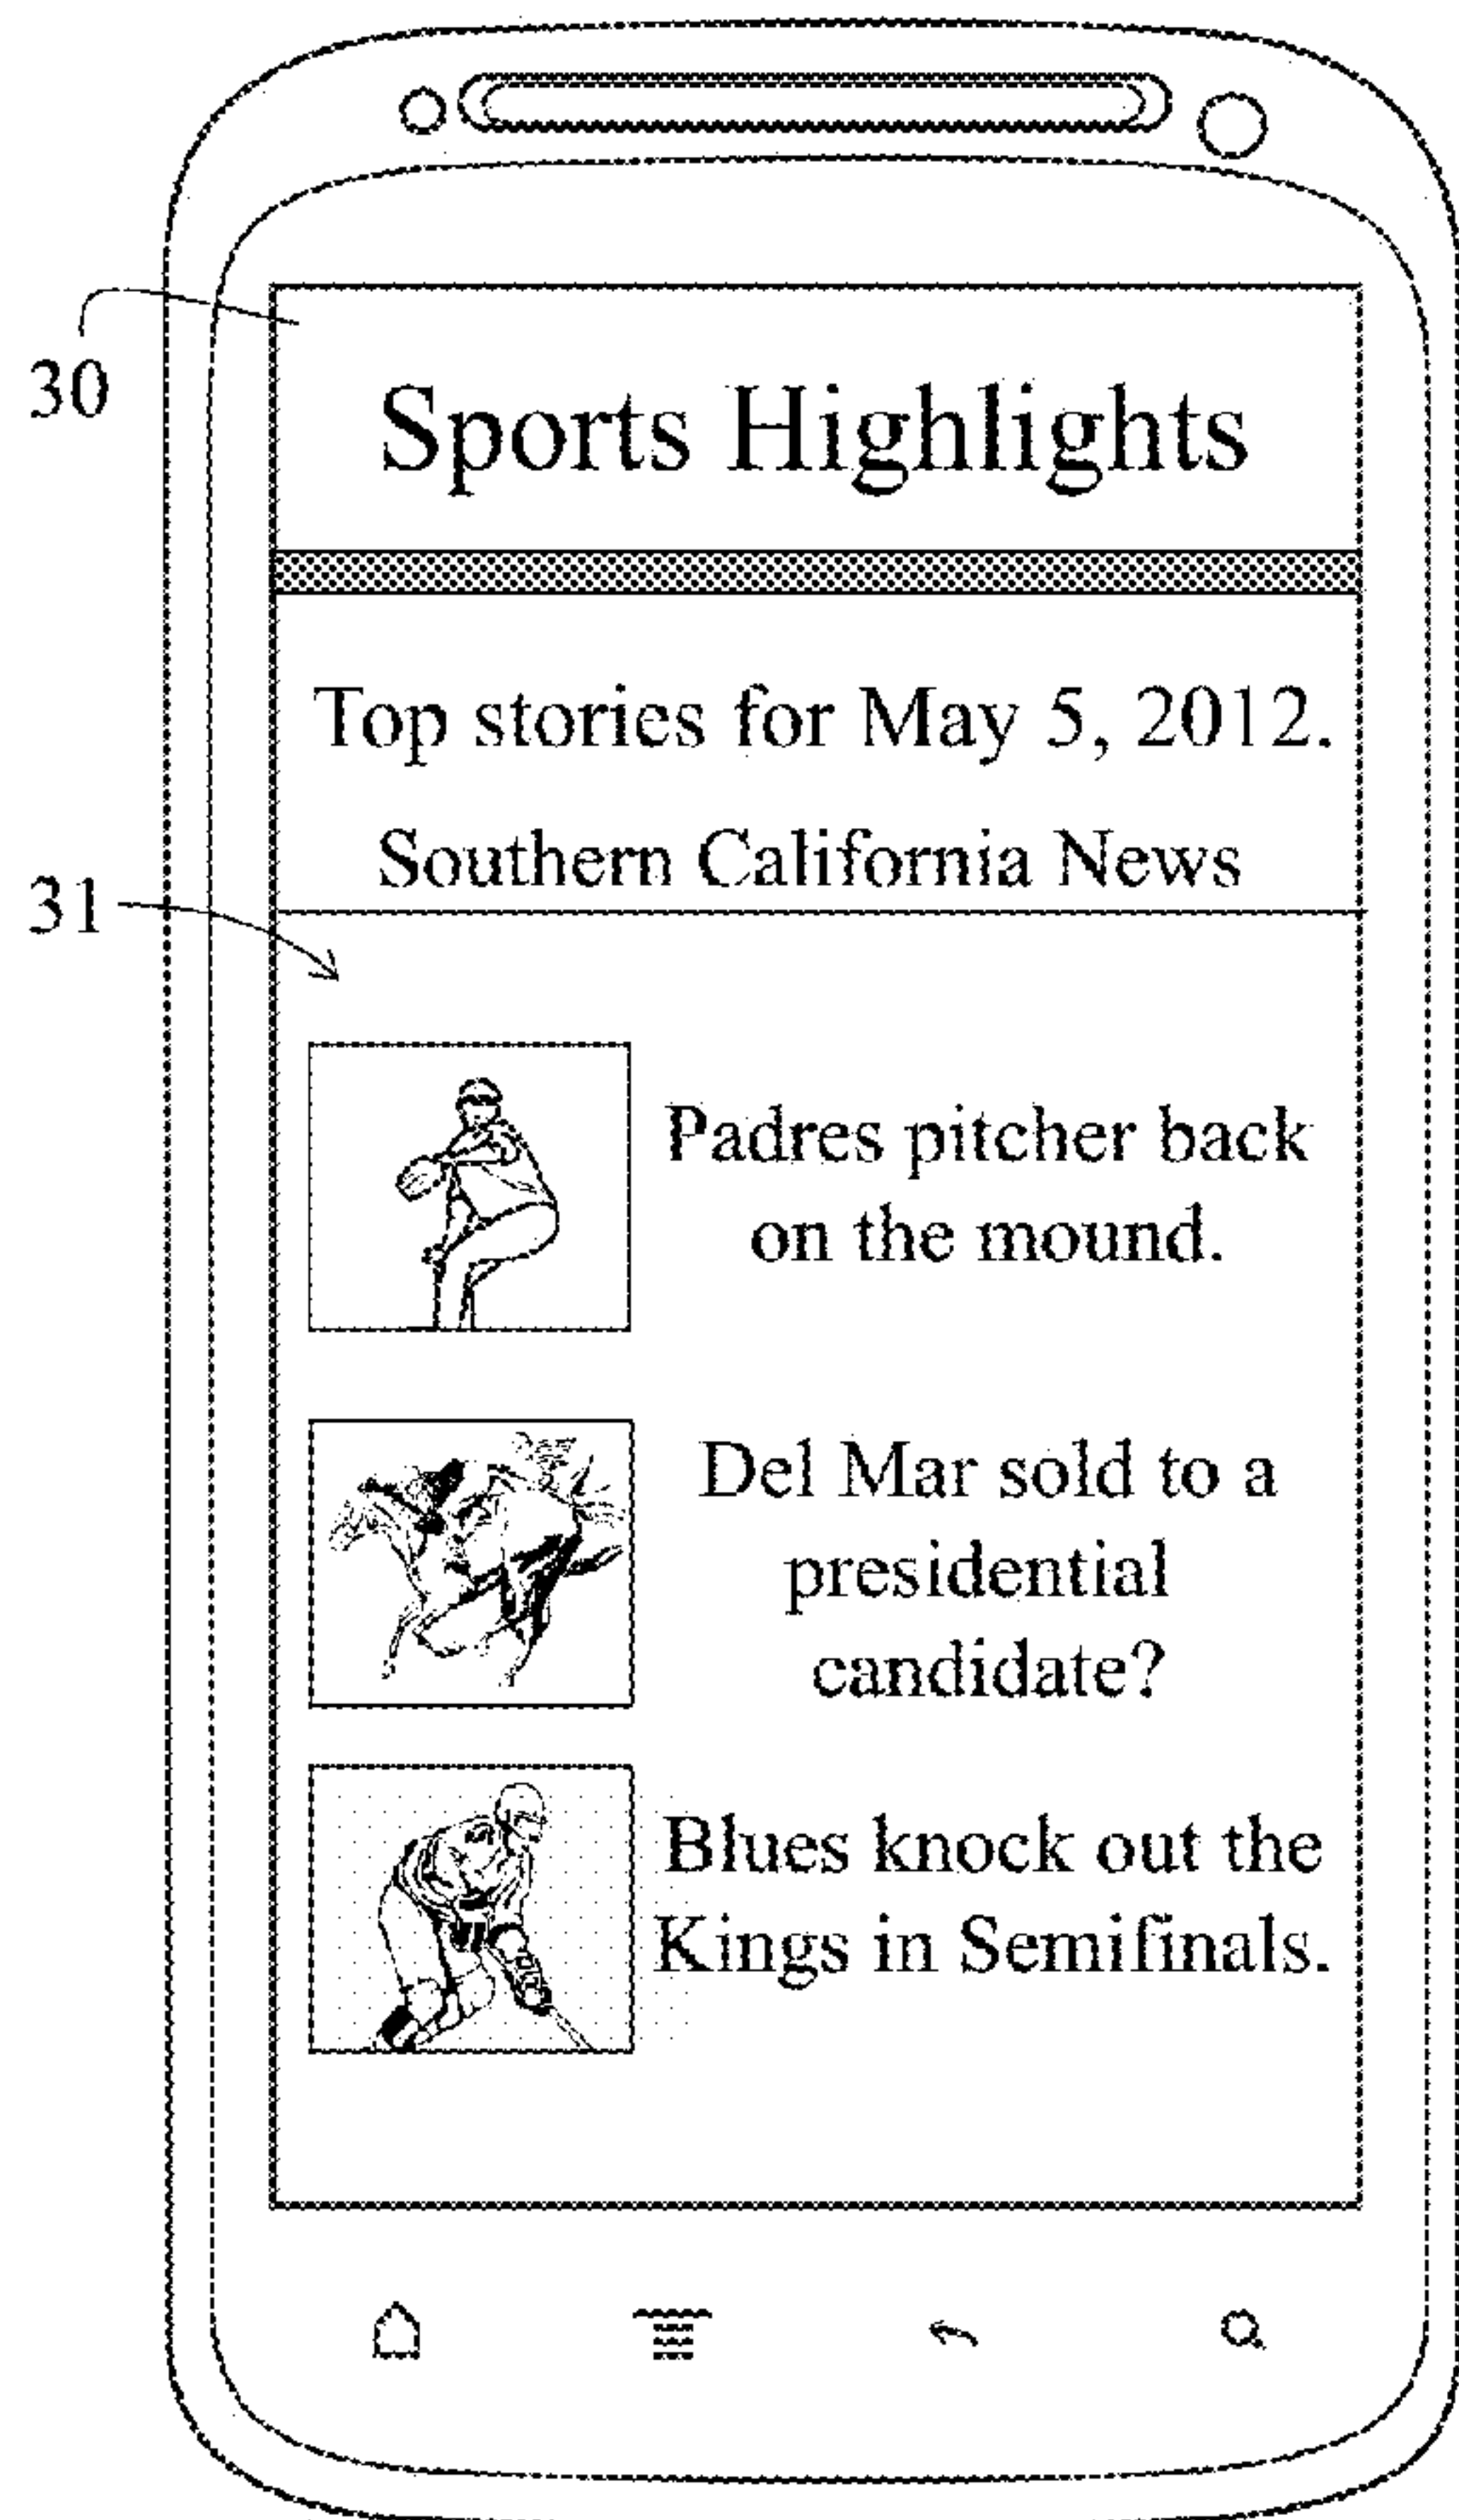 30
Sports Highlights
Top stories for May 5, 2012.
Southern California News
31
Padres pitcher back
on the mound.
Del Mar sold to a
presidential
candidate?
Blues knock out the
Kings in Semifinals.